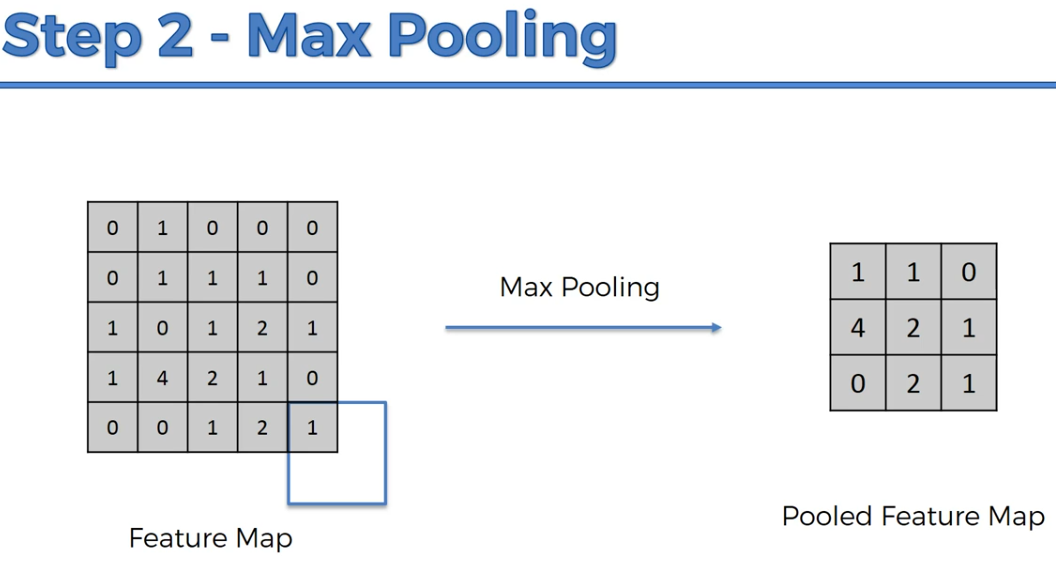 Step 2 - Max Pooling
0 1 0 0 0
0 1 1 1 0
1 0 1 2 1
1 4 2 1 0
0 0 1 2 1
Feature Map
Max Pooling
1 1 0
4 2 1
0 2 1
Pooled Feature Map